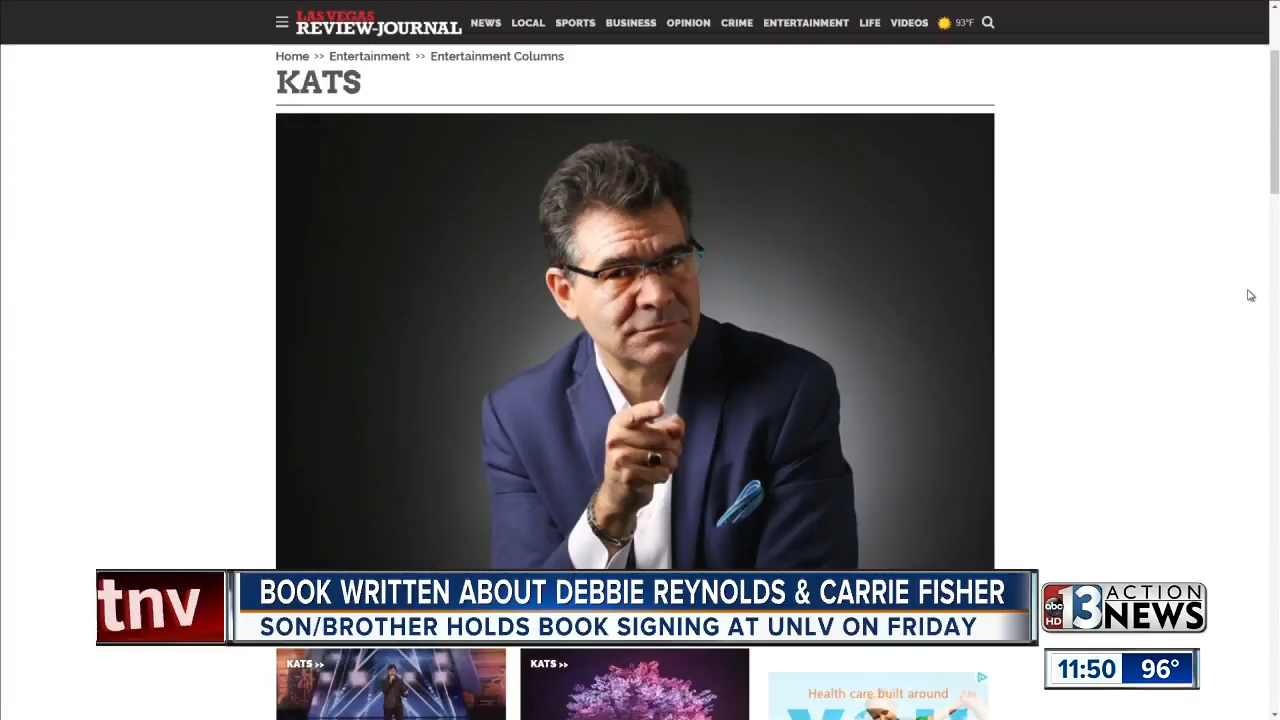 LAS VEGAS
REVIEW-JOURNAL
NEWS LOCAL SPORTS BUSINESS OPINION CRIME ENTERTAINMENT LIFE VIDEOS 93°F
Home >> Entertainment >> Entertainment Columns
KATS
tnv
BOOK WRITTEN ABOUT DEBBIE REYNOLDS & CARRIE FISHER
SON/BROTHER HOLDS BOOK SIGNING AT UNLV ON FRIDAY
abc
HD
13
ACTION
NEWS
KATS >>
KATS >>
11:50 96°
Health care built around